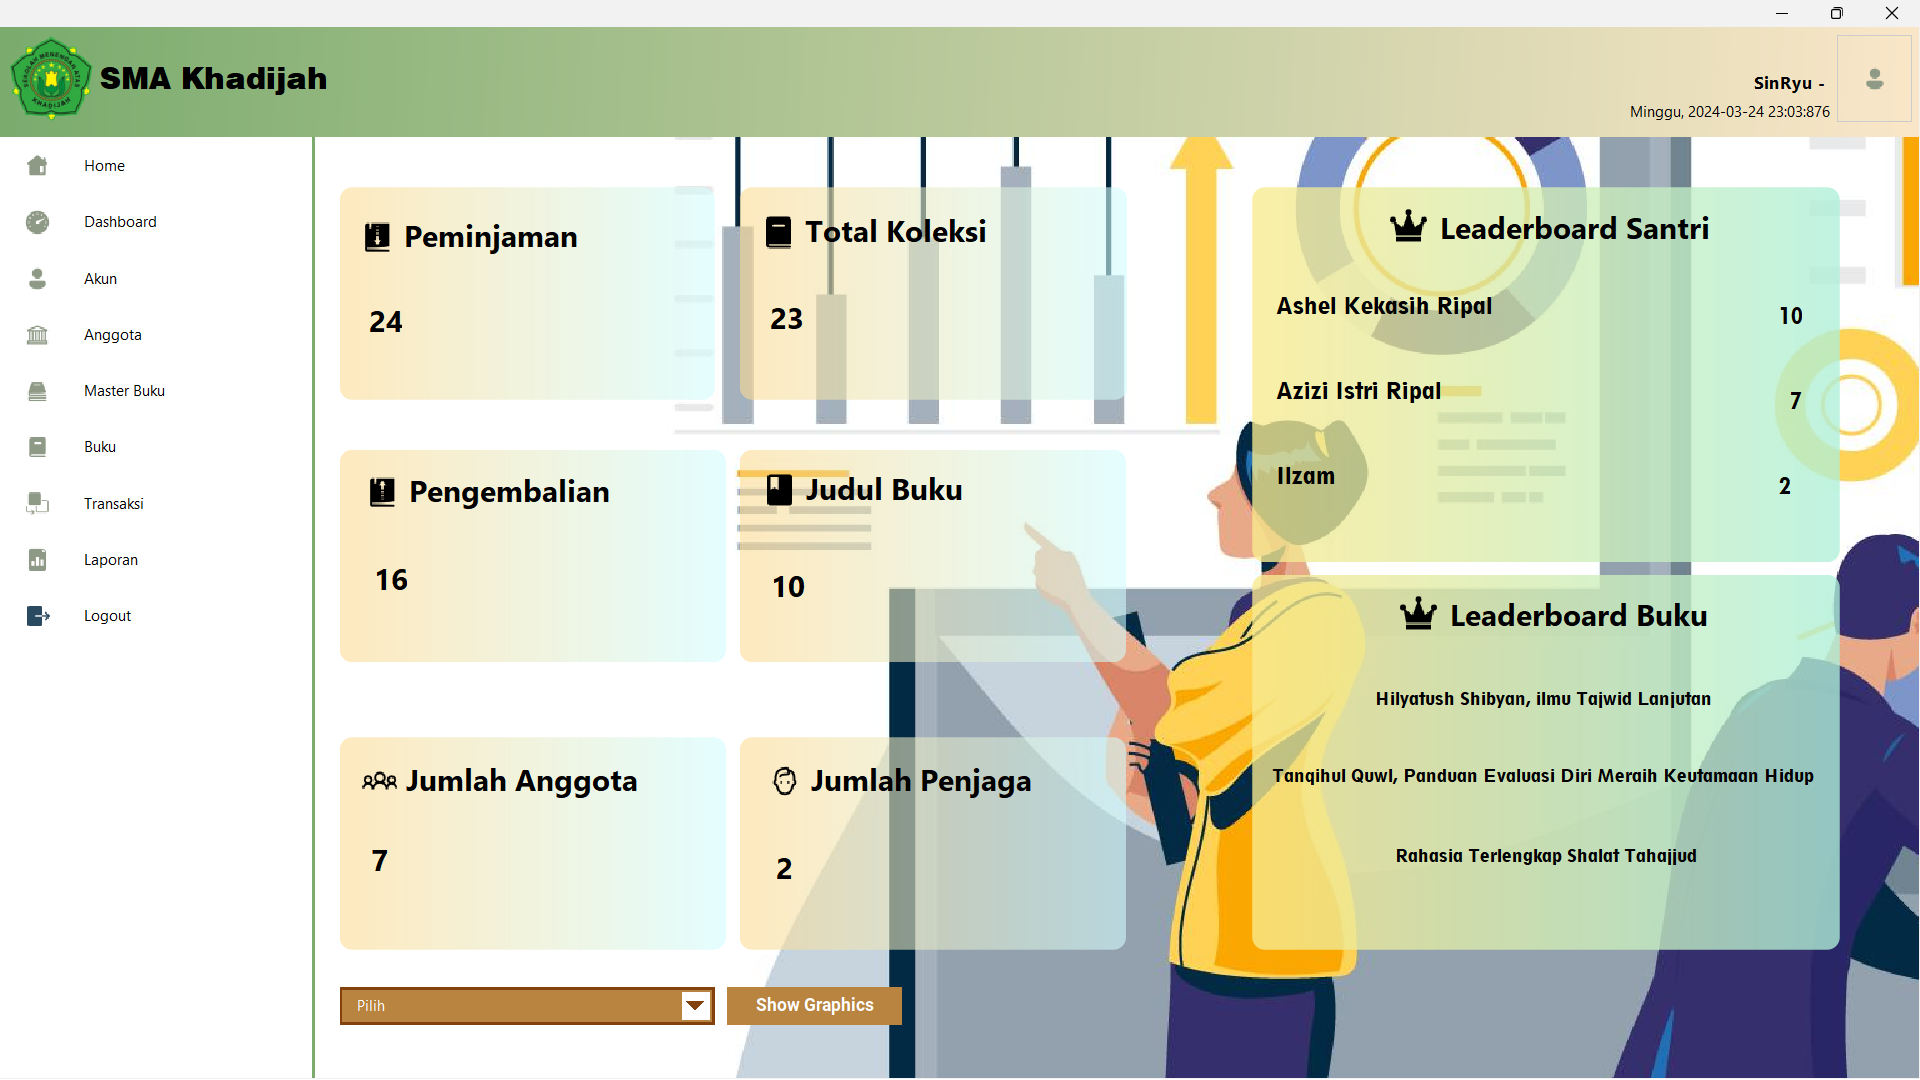 SMA Khadijah
SinRyu -
Minggu, 2024-03-24 23:03:876
Home
Dashboard
Akun
Anggota
Master Buku
Buku
Transaksi
Laporan
Logout
Peminjaman
24
Total Koleksi
23
Pengembalian
16
Judul Buku
10
Jumlah Anggota
7
Jumlah Penjaga
2
Pilih
Show Graphics
Leaderboard Santri
Ashel Kekasih Ripal
10
Azizi Istri Ripal
7
IIzam
2
Leaderboard Buku
Hilyatush Shibyan, ilmu Tajwid Lanjutan
Tanqihul Quwl, Panduan Evaluasi Diri Meraih Keutamaan Hidup
Rahasia Terlengkap Shalat Tahajjud